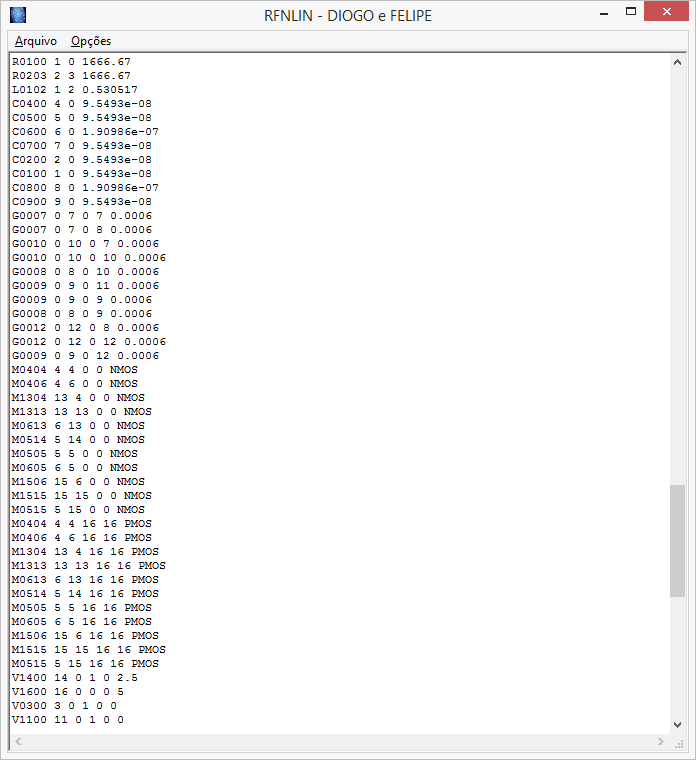 RFNLIN - DIOGO e FELIPE
Arquivo Opções
R0100 1 0 1666.67
R0203 2 3 1666.67
L0102 1 2 0.530517
C0400 4 0 9.5493e-08
C0500 5 0 9.5493e-08
C0600 6 0 1.90986e-07
C0700 7 0 9.5493e-08
C0200 2 0 9.5493e-08
C0100 1 0 9.5493e-08
C0800 8 0 1.90986e-07
C0900 9 0 9.5493e-08
G0007 0 7 0 7 0.0006
G0007 0 7 0 8 0.0006
G0010 0 10 0 7 0.0006
G0010 0 10 0 10 0.0006
G0008 0 8 0 10 0.0006
G0009 0 9 0 11 0.0006
G0009 0 9 0 9 0.0006
G0008 0 8 0 9 0.0006
G0012 0 12 0 8 0.0006
G0012 0 12 0 12 0.0006
G0009 0 9 0 12 0.0006
M0404 4 4 0 0 NMOS
M0406 4 6 0 0 NMOS
M1304 13 4 0 0 NMOS
M1313 13 13 0 0 NMOS
M0613 6 13 0 0 NMOS
M0514 5 14 0 0 NMOS
M0505 5 5 0 0 NMOS
M0605 6 5 0 0 NMOS
M1506 15 6 0 0 NMOS
M1515 15 15 0 0 NMOS
M0515 5 15 0 0 NMOS
M0404 4 4 16 16 PMOS
M0406 4 6 16 16 PMOS
M1304 13 4 16 16 PMOS
M1313 13 13 16 16 PMOS
M0613 6 13 16 16 PMOS
M0514 5 14 16 16 PMOS
M0505 5 5 16 16 PMOS
M0605 6 5 16 16 PMOS
M1506 15 6 16 16 PMOS
M1515 15 15 16 16 PMOS
M0515 5 15 16 16 PMOS
V1400 14 0 1 0 2.5
V1600 16 0 0 0 5
V0300 3 0 1 0 0
V1100 11 0 1 0 0